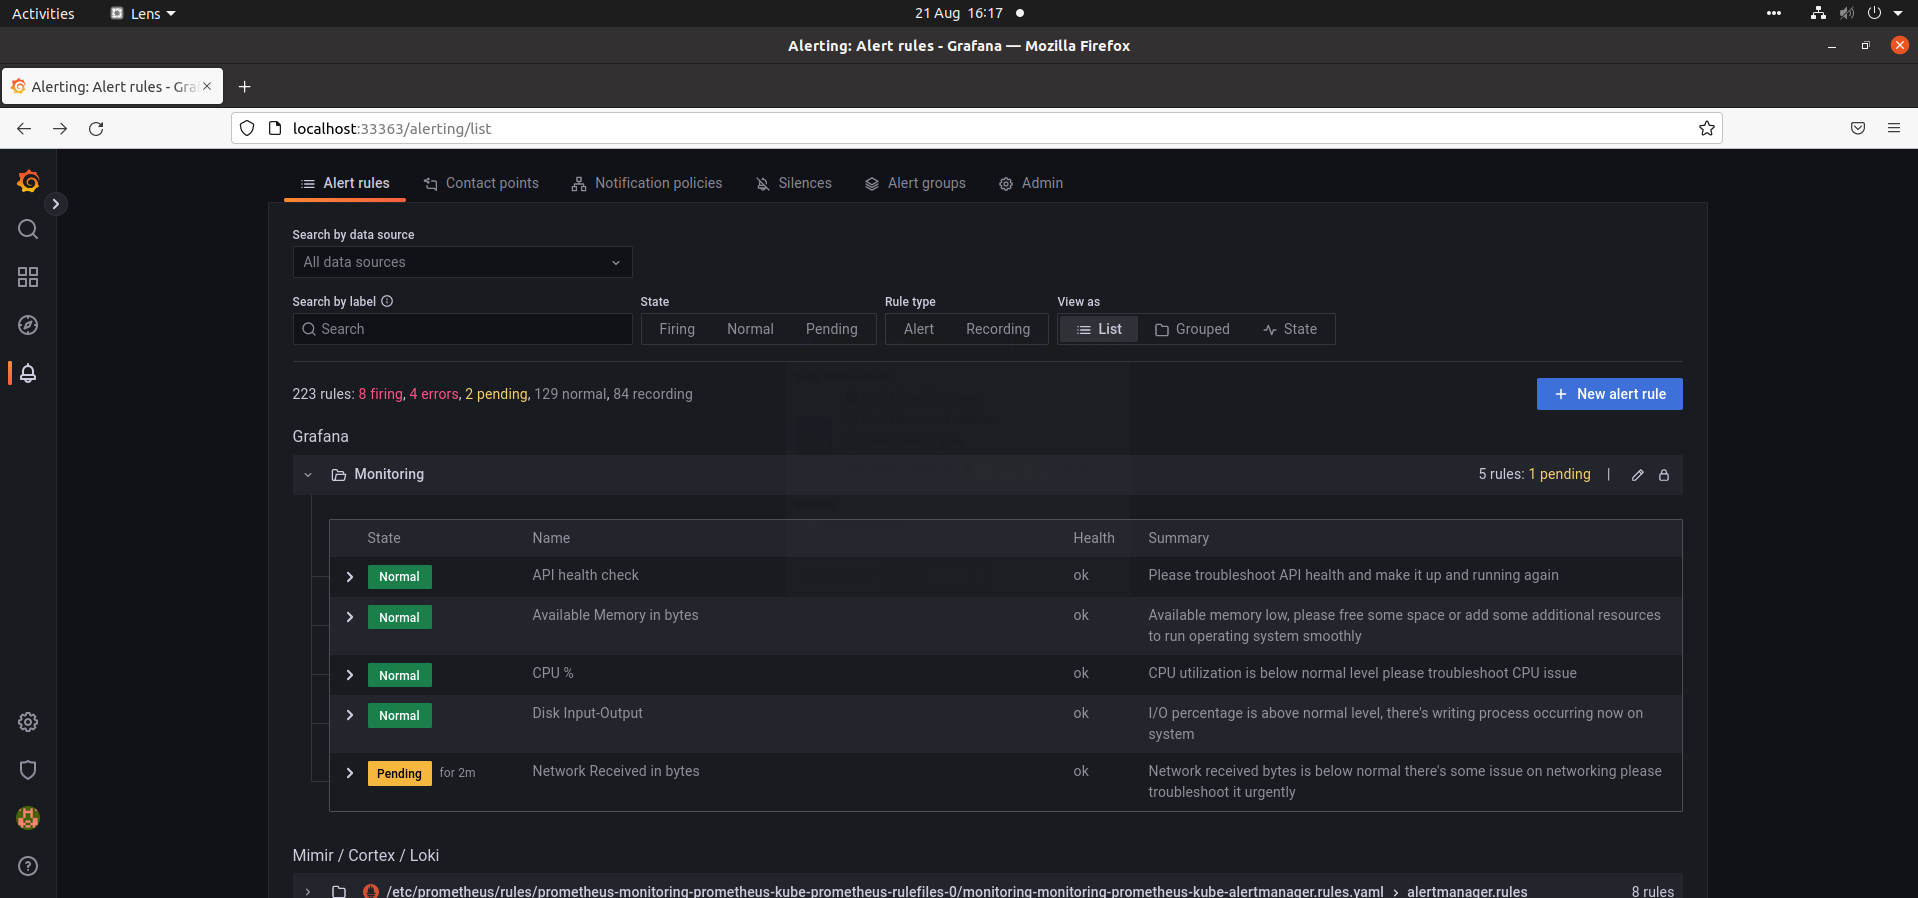 Activities Lens 21 Aug 16:17
Alerting: Alert rules - Grafana — Mozilla Firefox
Alerting: Alert rules - Gra
localhost:33363/alerting/list
Alert rules Contact points Notification policies Silences Alert groups Admin
Search by data source
All data sources
Search by label State Rule type View as
Search Firing Normal Pending Alert Recording List Grouped State
223 rules: 8 firing, 4 errors, 2 pending, 129 normal, 84 recording New alert rule
Grafana
Monitoring 5 rules: 1 pending |
State Name Health Summary
Normal API health check ok Please troubleshoot API health and make it up and running again
Normal Available Memory in bytes ok Available memory low, please free some space or add some additional resources
to run operating system smoothly
Normal CPU % ok CPU utilization is below normal level please troubleshoot CPU issue
Normal Disk Input-Output ok I/O percentage is above normal level, there's writing process occurring now on
system
Pending for 2m Network Received in bytes ok Network received bytes is below normal there's some issue on networking please
troubleshoot it urgently
Mimir / Cortex / Loki
/etc/prometheus/rules/prometheus-monitoring-prometheus-kube-prometheus-rulefiles-0/monitoring-monitoring-prometheus-kube-alertmanager.rules.yaml > alertmanager.rules 8 rules